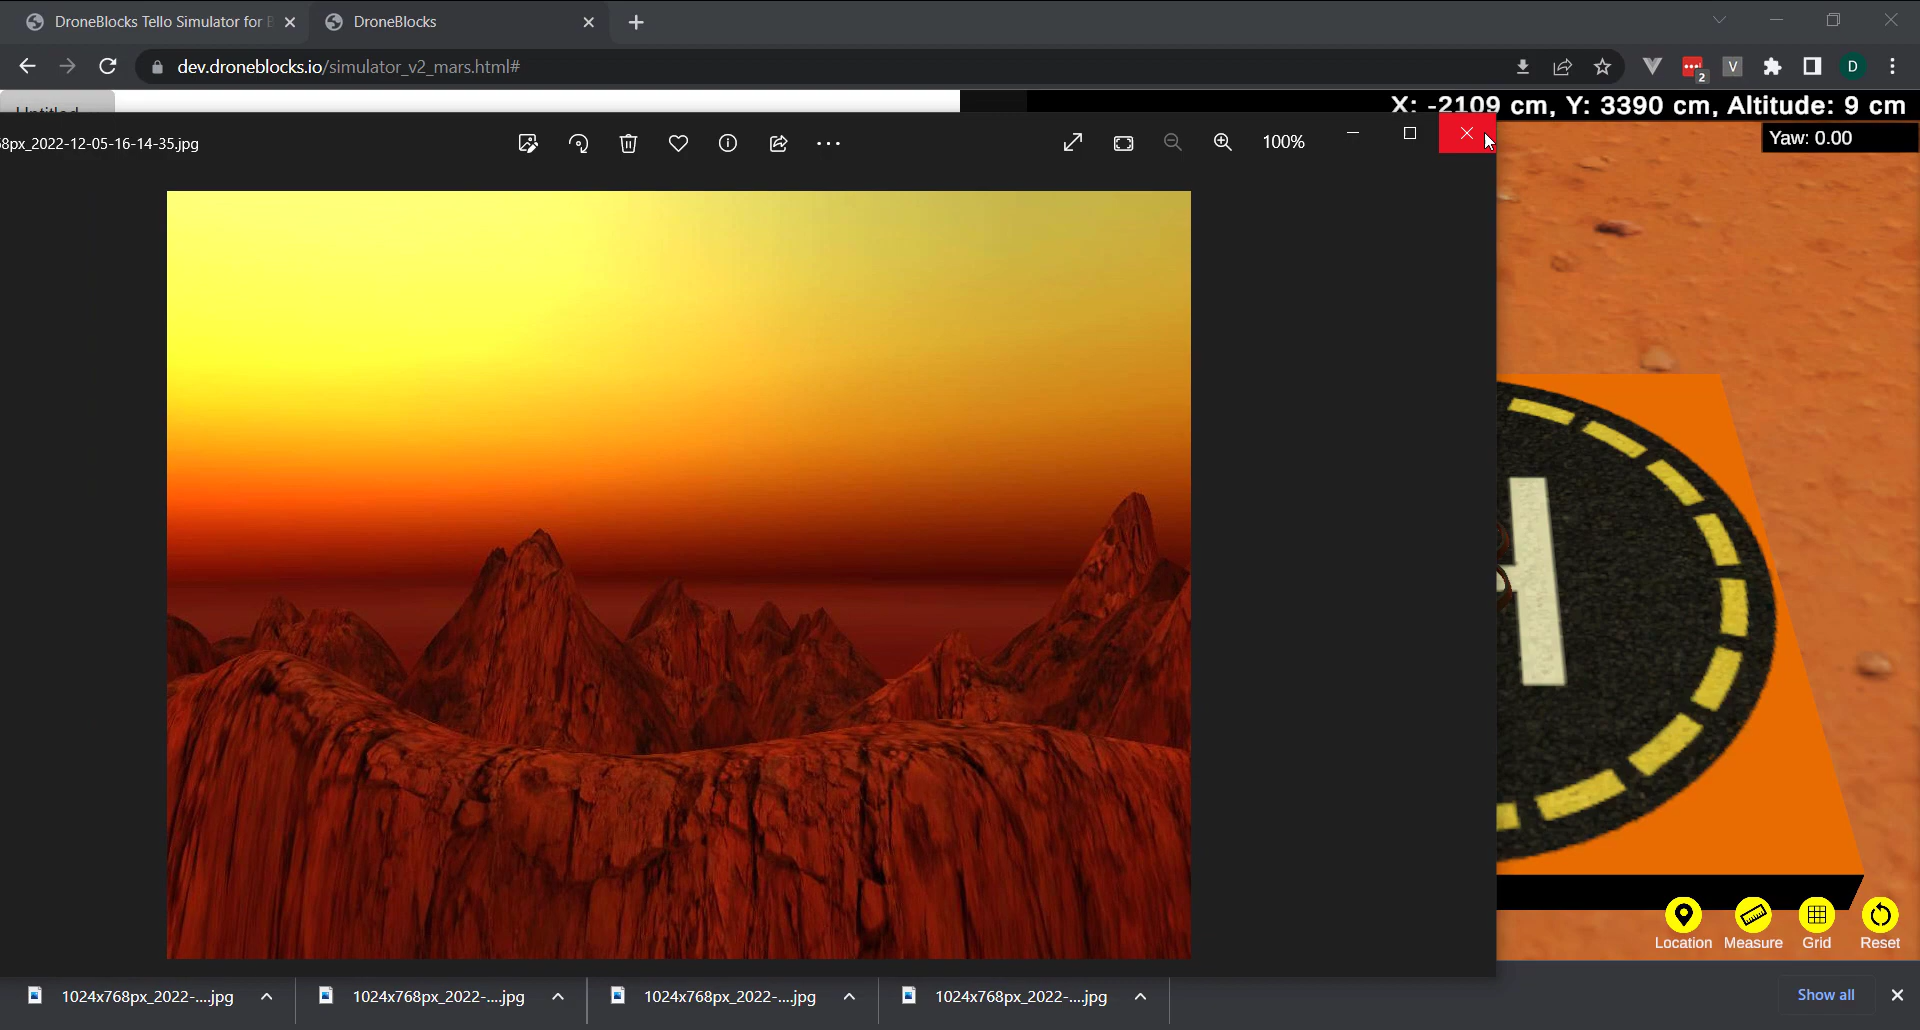 DroneBlocks Tello Simulator for
DroneBlocks
dev.droneblocks.io/simulator_v2_mars.html#
2
V
D
Untitled
X: -2109 cm, Y: 3390 cm, Altitude: 9 cm
8px_2022-12-05-16-14-35.jpg
100%
Yaw: 0.00
H
Location Measure Grid Reset
1024x768px_2022-....jpg
1024x768px_2022-....jpg
1024x768px_2022-....jpg
1024x768px_2022-....jpg
Show all